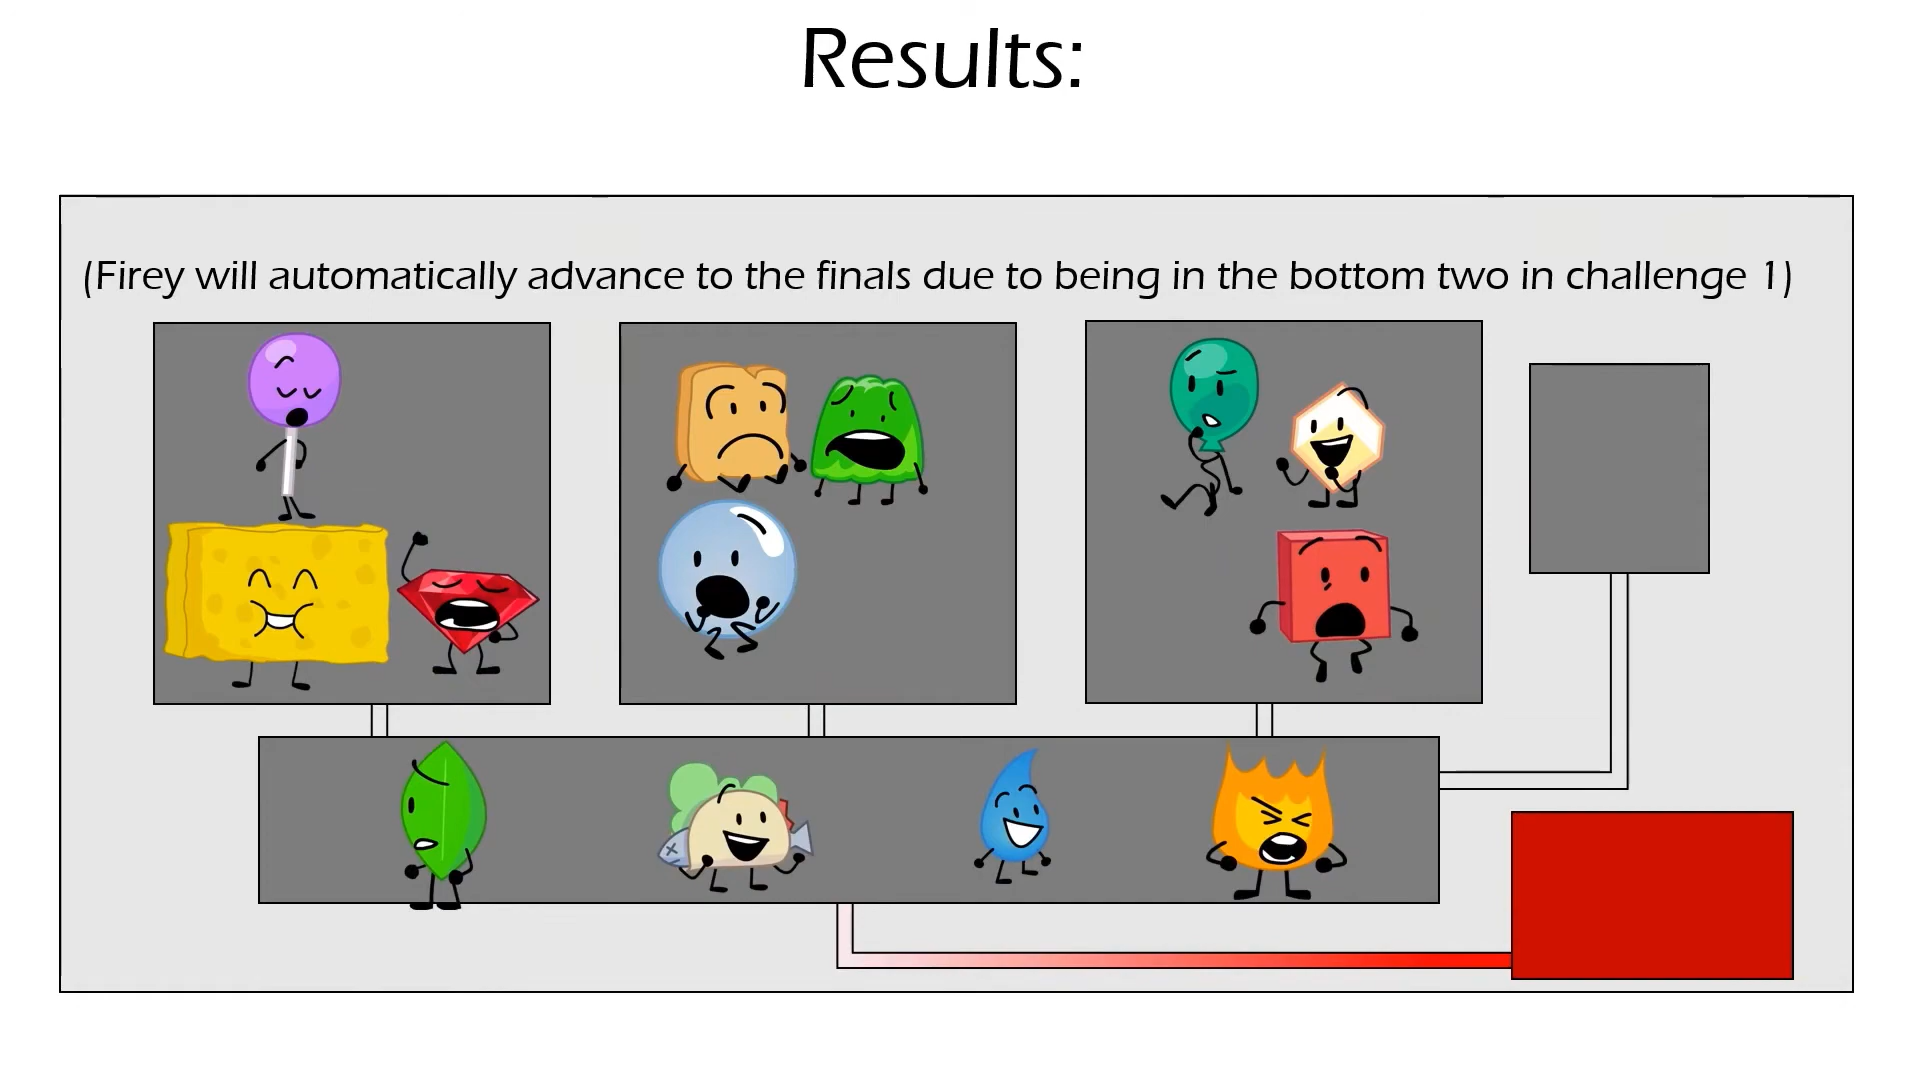 Results:
(Firey will automatically advance to the finals due to being in the bottom two in challenge 1)